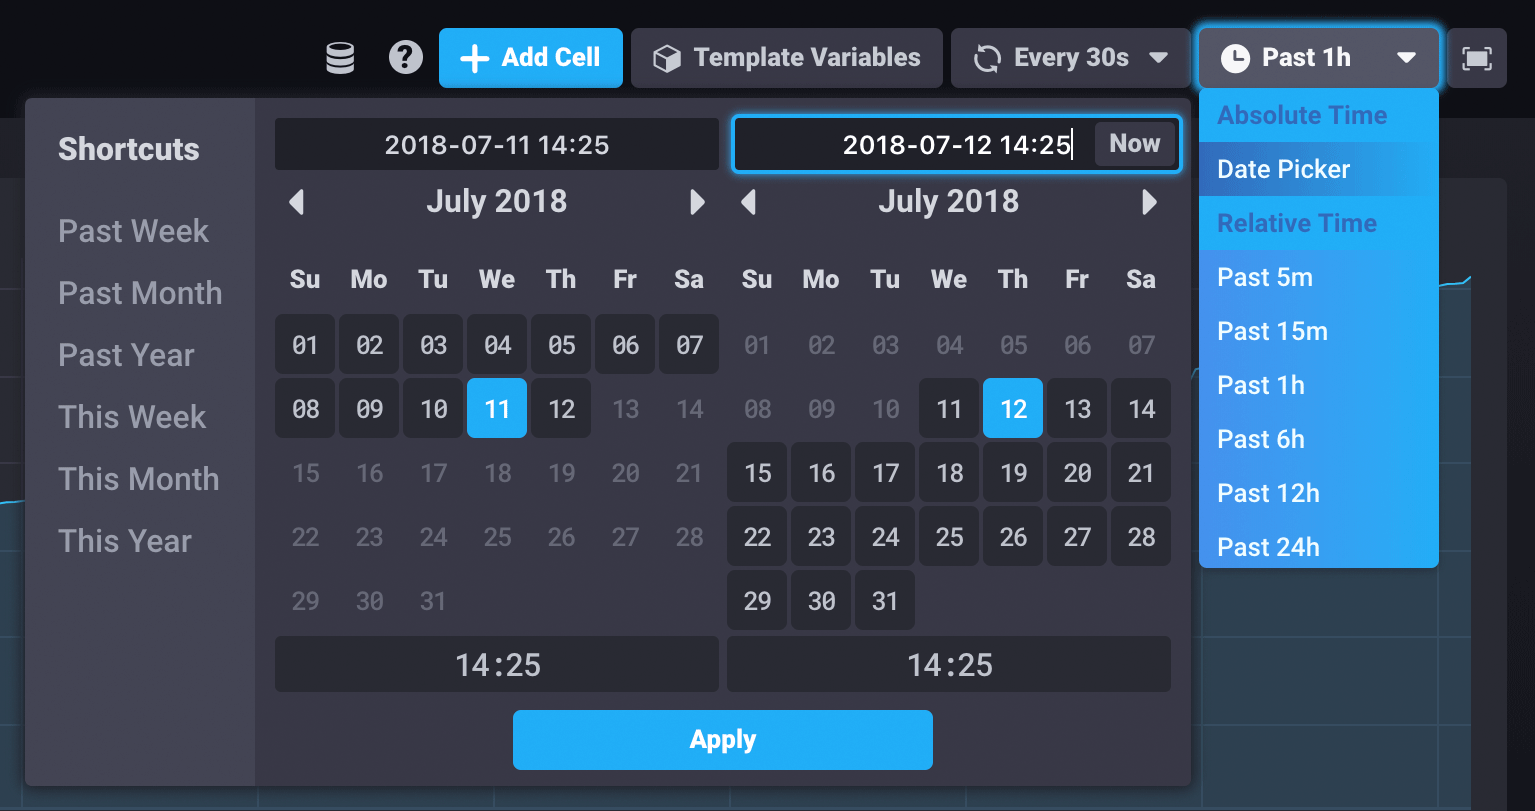 ? Add Cell Template Variables Every 30s Past 1h
Shortcuts
Past Week
Past Month
Past Year
This Week
This Month
This Year
2018-07-11 14:25
July 2018
Su Mo Tu We Th Fr Sa
01 02 03 04 05 06 07
08 09 10 11 12 13 14
15 16 17 18 19 20 21
22 23 24 25 26 27 28
29 30 31
14:25
2018-07-12 14:25 Now
July 2018
Su Mo Tu We Th Fr Sa
01 02 03 04 05 06 07
08 09 10 11 12 13 14
15 16 17 18 19 20 21
22 23 24 25 26 27 28
29 30 31
14:25
Apply
Absolute Time
Date Picker
Relative Time
Past 5m
Past 15m
Past 1h
Past 6h
Past 12h
Past 24h